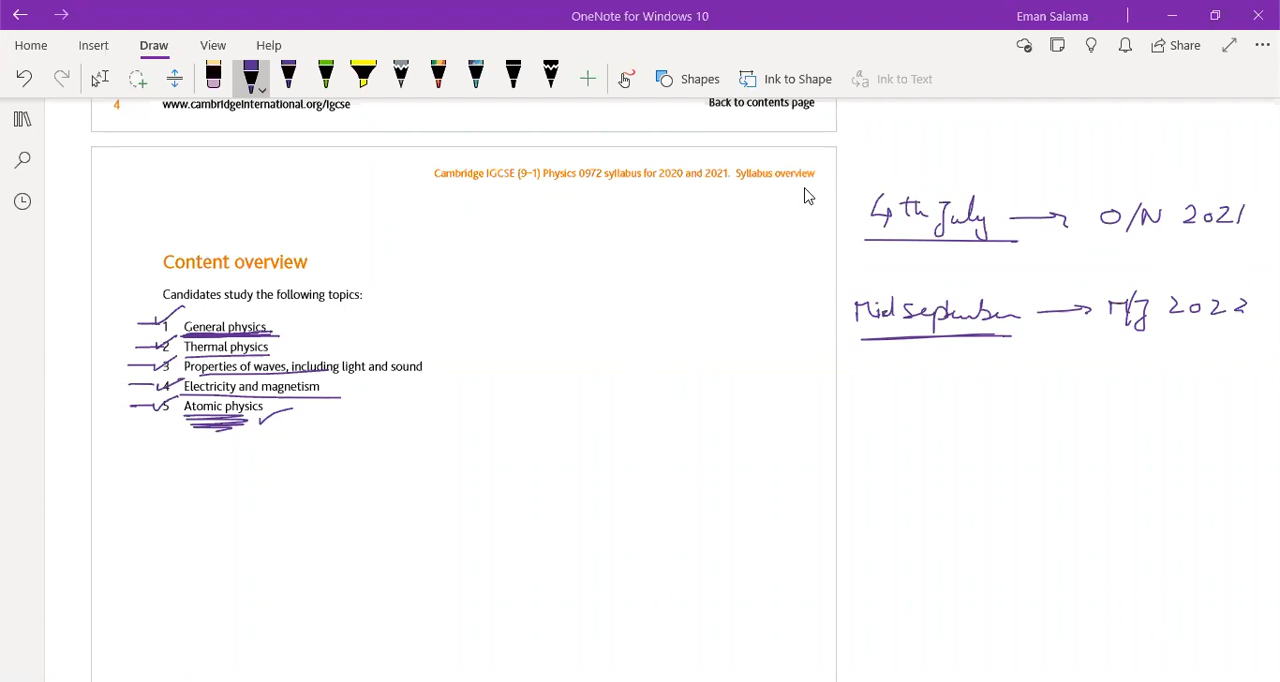 OneNote for Windows 10
Eman Salama
Home Insert Draw View Help
Share
Shapes
Ink to Shape
Ink to Text
4 www.cambridgeinternational.org/igcse Back to contents page
Cambridge IGCSE (9–1) Physics 0972 syllabus for 2020 and 2021. Syllabus overview
4th July → O/N 2021
Content overview
Candidates study the following topics:
Mid september → M/J 2022
1 General physics
2 Thermal physics
3 Properties of waves, including light and sound
4 Electricity and magnetism
5 Atomic physics